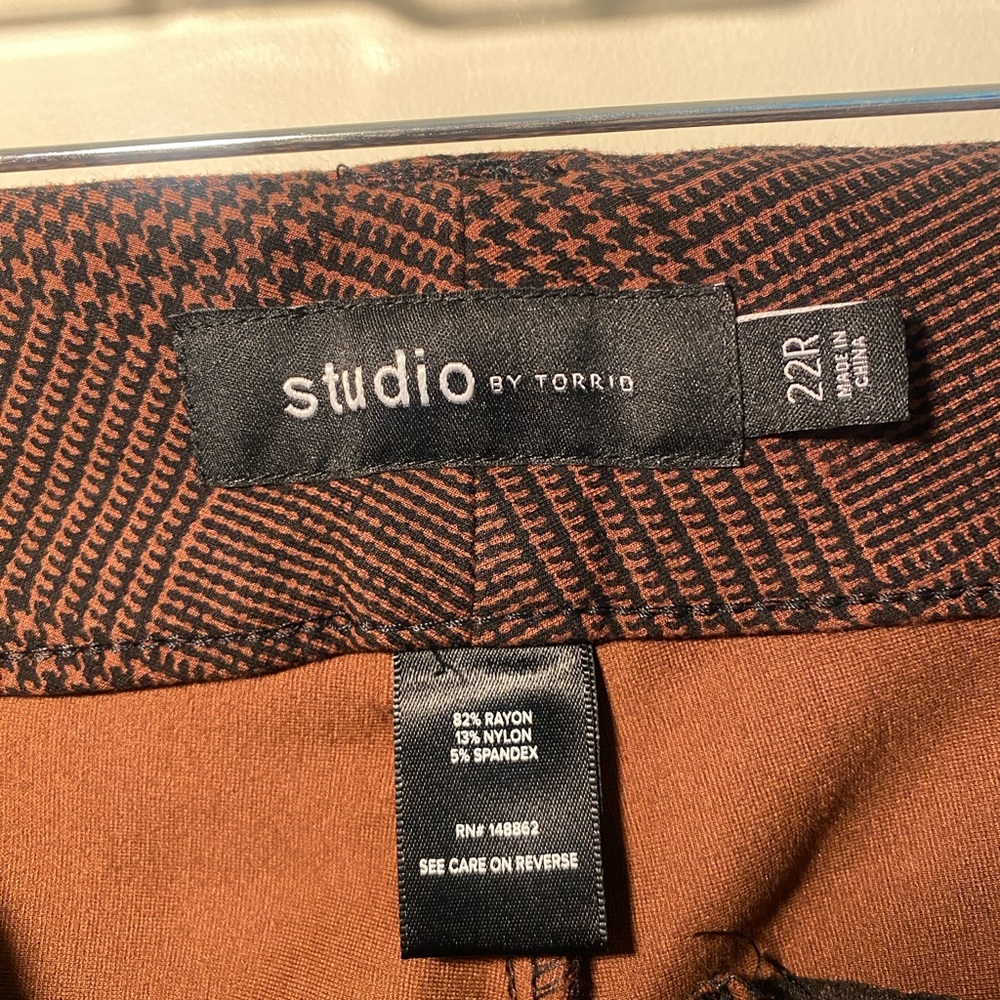 studio BY TORRID
22R
MADE IN
CHINA
82% RAYON
13% NYLON
5% SPANDEX
RN# 148862
SEE CARE ON REVERSE